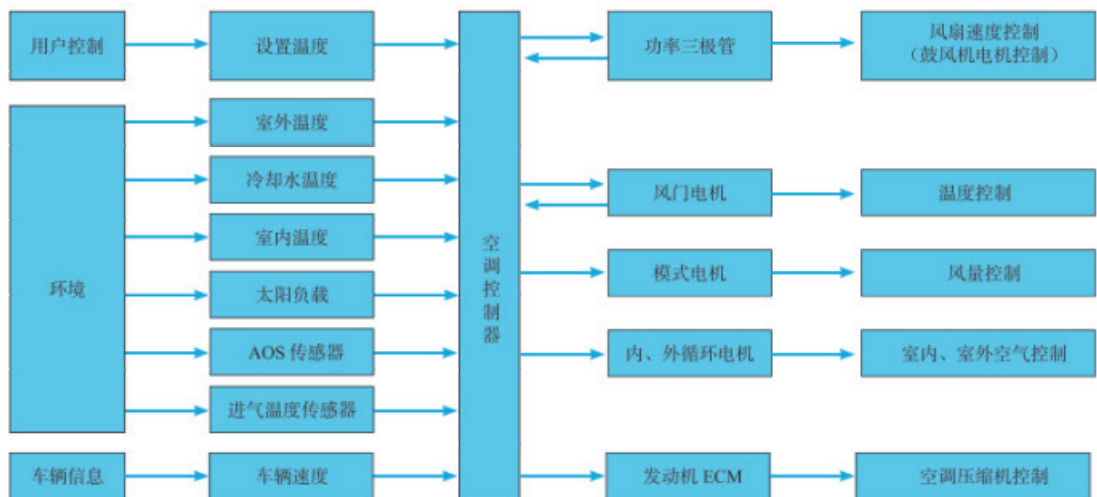 用户控制
设置温度
功率三极管
风扇速度控制
（鼓风机电机控制）
环境
室外温度
冷却水温度
室内温度
太阳负载
AOS 传感器
进气温度传感器
空调控制器
风门电机
温度控制
模式电机
风量控制
内、外循环电机
室内、室外空气控制
车辆信息
车辆速度
发动机 ECM
空调压缩机控制